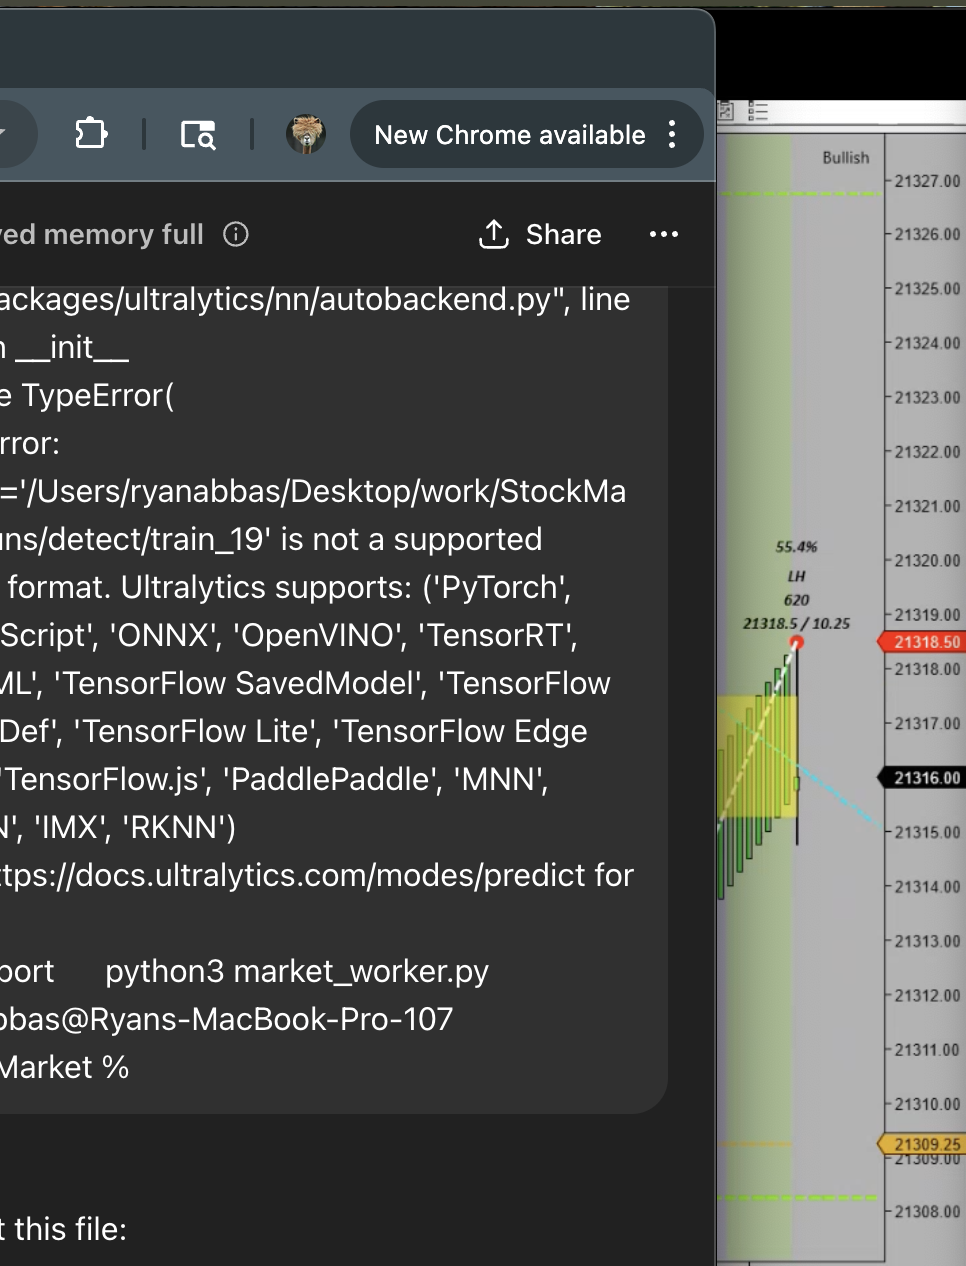 New Chrome available
ved memory full
Share
ackages/ultralytics/nn/autobackend.py", line
n __init__
e TypeError(
rror:
='/Users/ryanabbas/Desktop/work/StockMa
uns/detect/train_19' is not a supported
format. Ultralytics supports: ('PyTorch',
Script', 'ONNX', 'OpenVINO', 'TensorRT',
ML', 'TensorFlow SavedModel', 'TensorFlow
Def', 'TensorFlow Lite', 'TensorFlow Edge
'TensorFlow.js', 'PaddlePaddle', 'MNN',
N', 'IMX', 'RKNN')
ttps://docs.ultralytics.com/modes/predict for
port python3 market_worker.py
bbas@Ryans-MacBook-Pro-107
Market %
t this file:
Bullish
21327.00
21326.00
21325.00
21324.00
21323.00
21322.00
21321.00
55.4%
21320.00
LH
620
21319.00
21318.5 / 10.25
21318.50
21318.00
21317.00
21316.00
21315.00
21314.00
21313.00
21312.00
21311.00
21310.00
21309.25
21309.00
21308.00